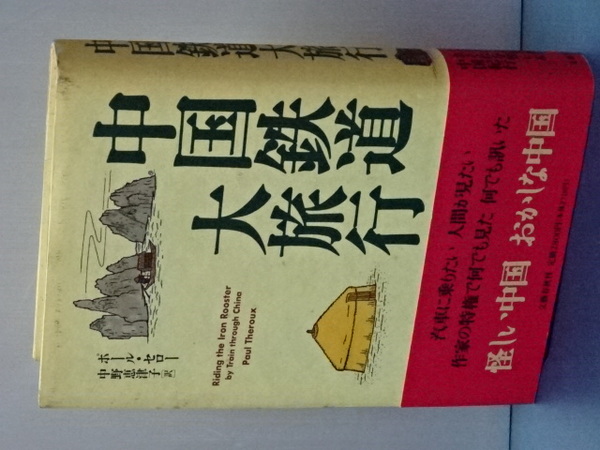 中国鉄道大旅行
中国鉄道
大旅行
Riding the Iron Rooster
by Train through China
Paul Theroux
ポール・セロー
中野恵津子 訳
汽車に乗りたい 人間が見たい
作家の特権で何でも見た 何でも訊いた
怪しい中国 おかしな中国